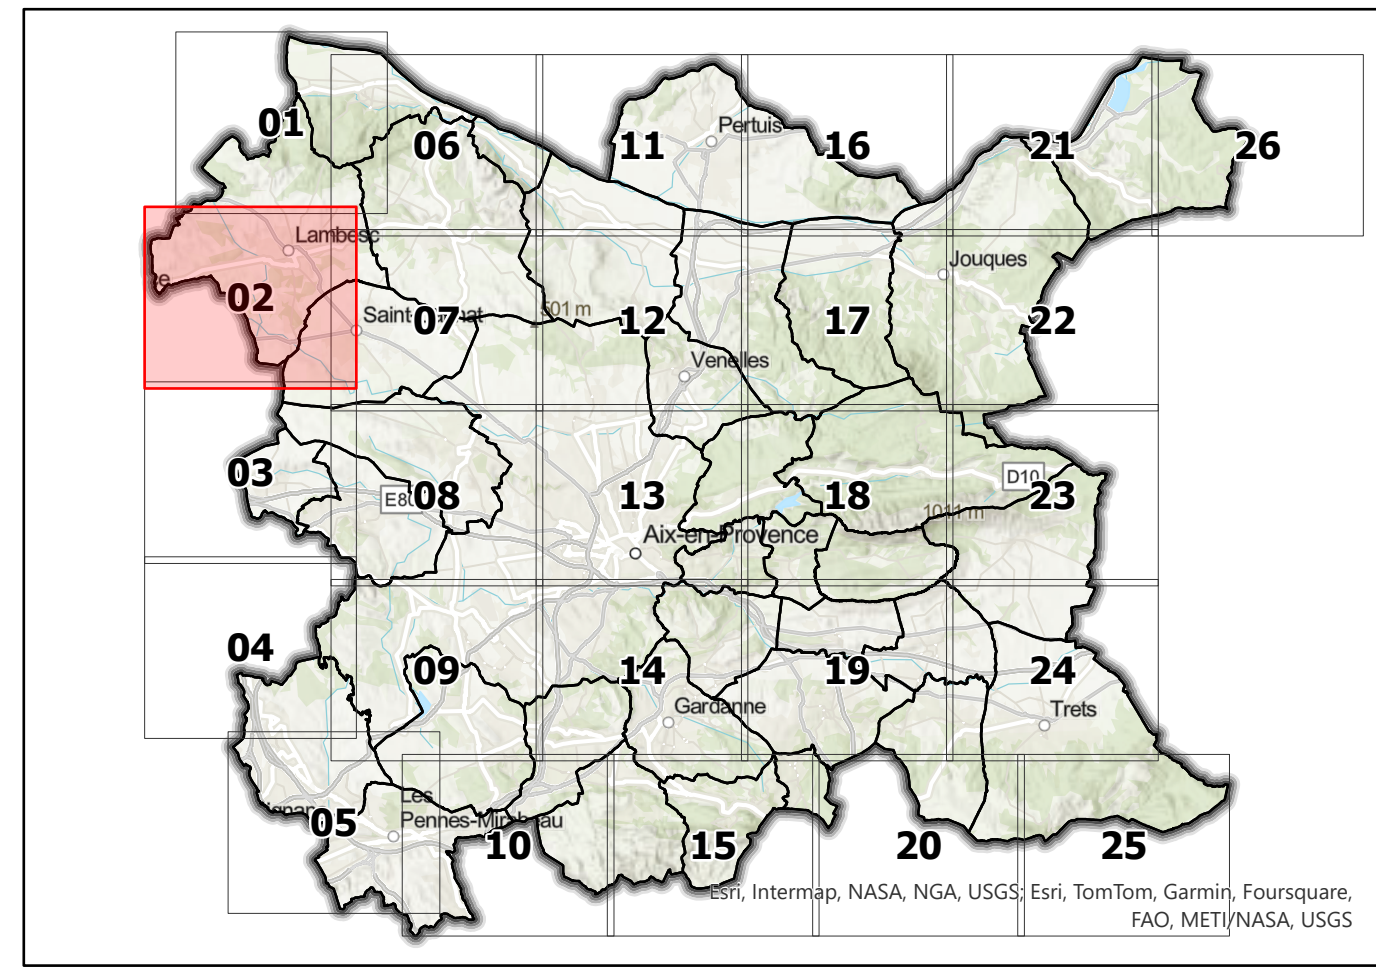 01
06
11
Pertuis
16
21
26
Lambesc
02
Jouques
07
501 m
12
17
22
Venelles
03
E80
08
13
18
D10
23
1011 m
Aix-en-Provence
04
09
14
19
24
Gardanne
Trets
05
Les
Pennes-Mirabeau
10
15
20
25
Esri, Intermap, NASA, NGA, USGS; Esri, TomTom, Garmin, Foursquare,
FAO, METI/NASA, USGS